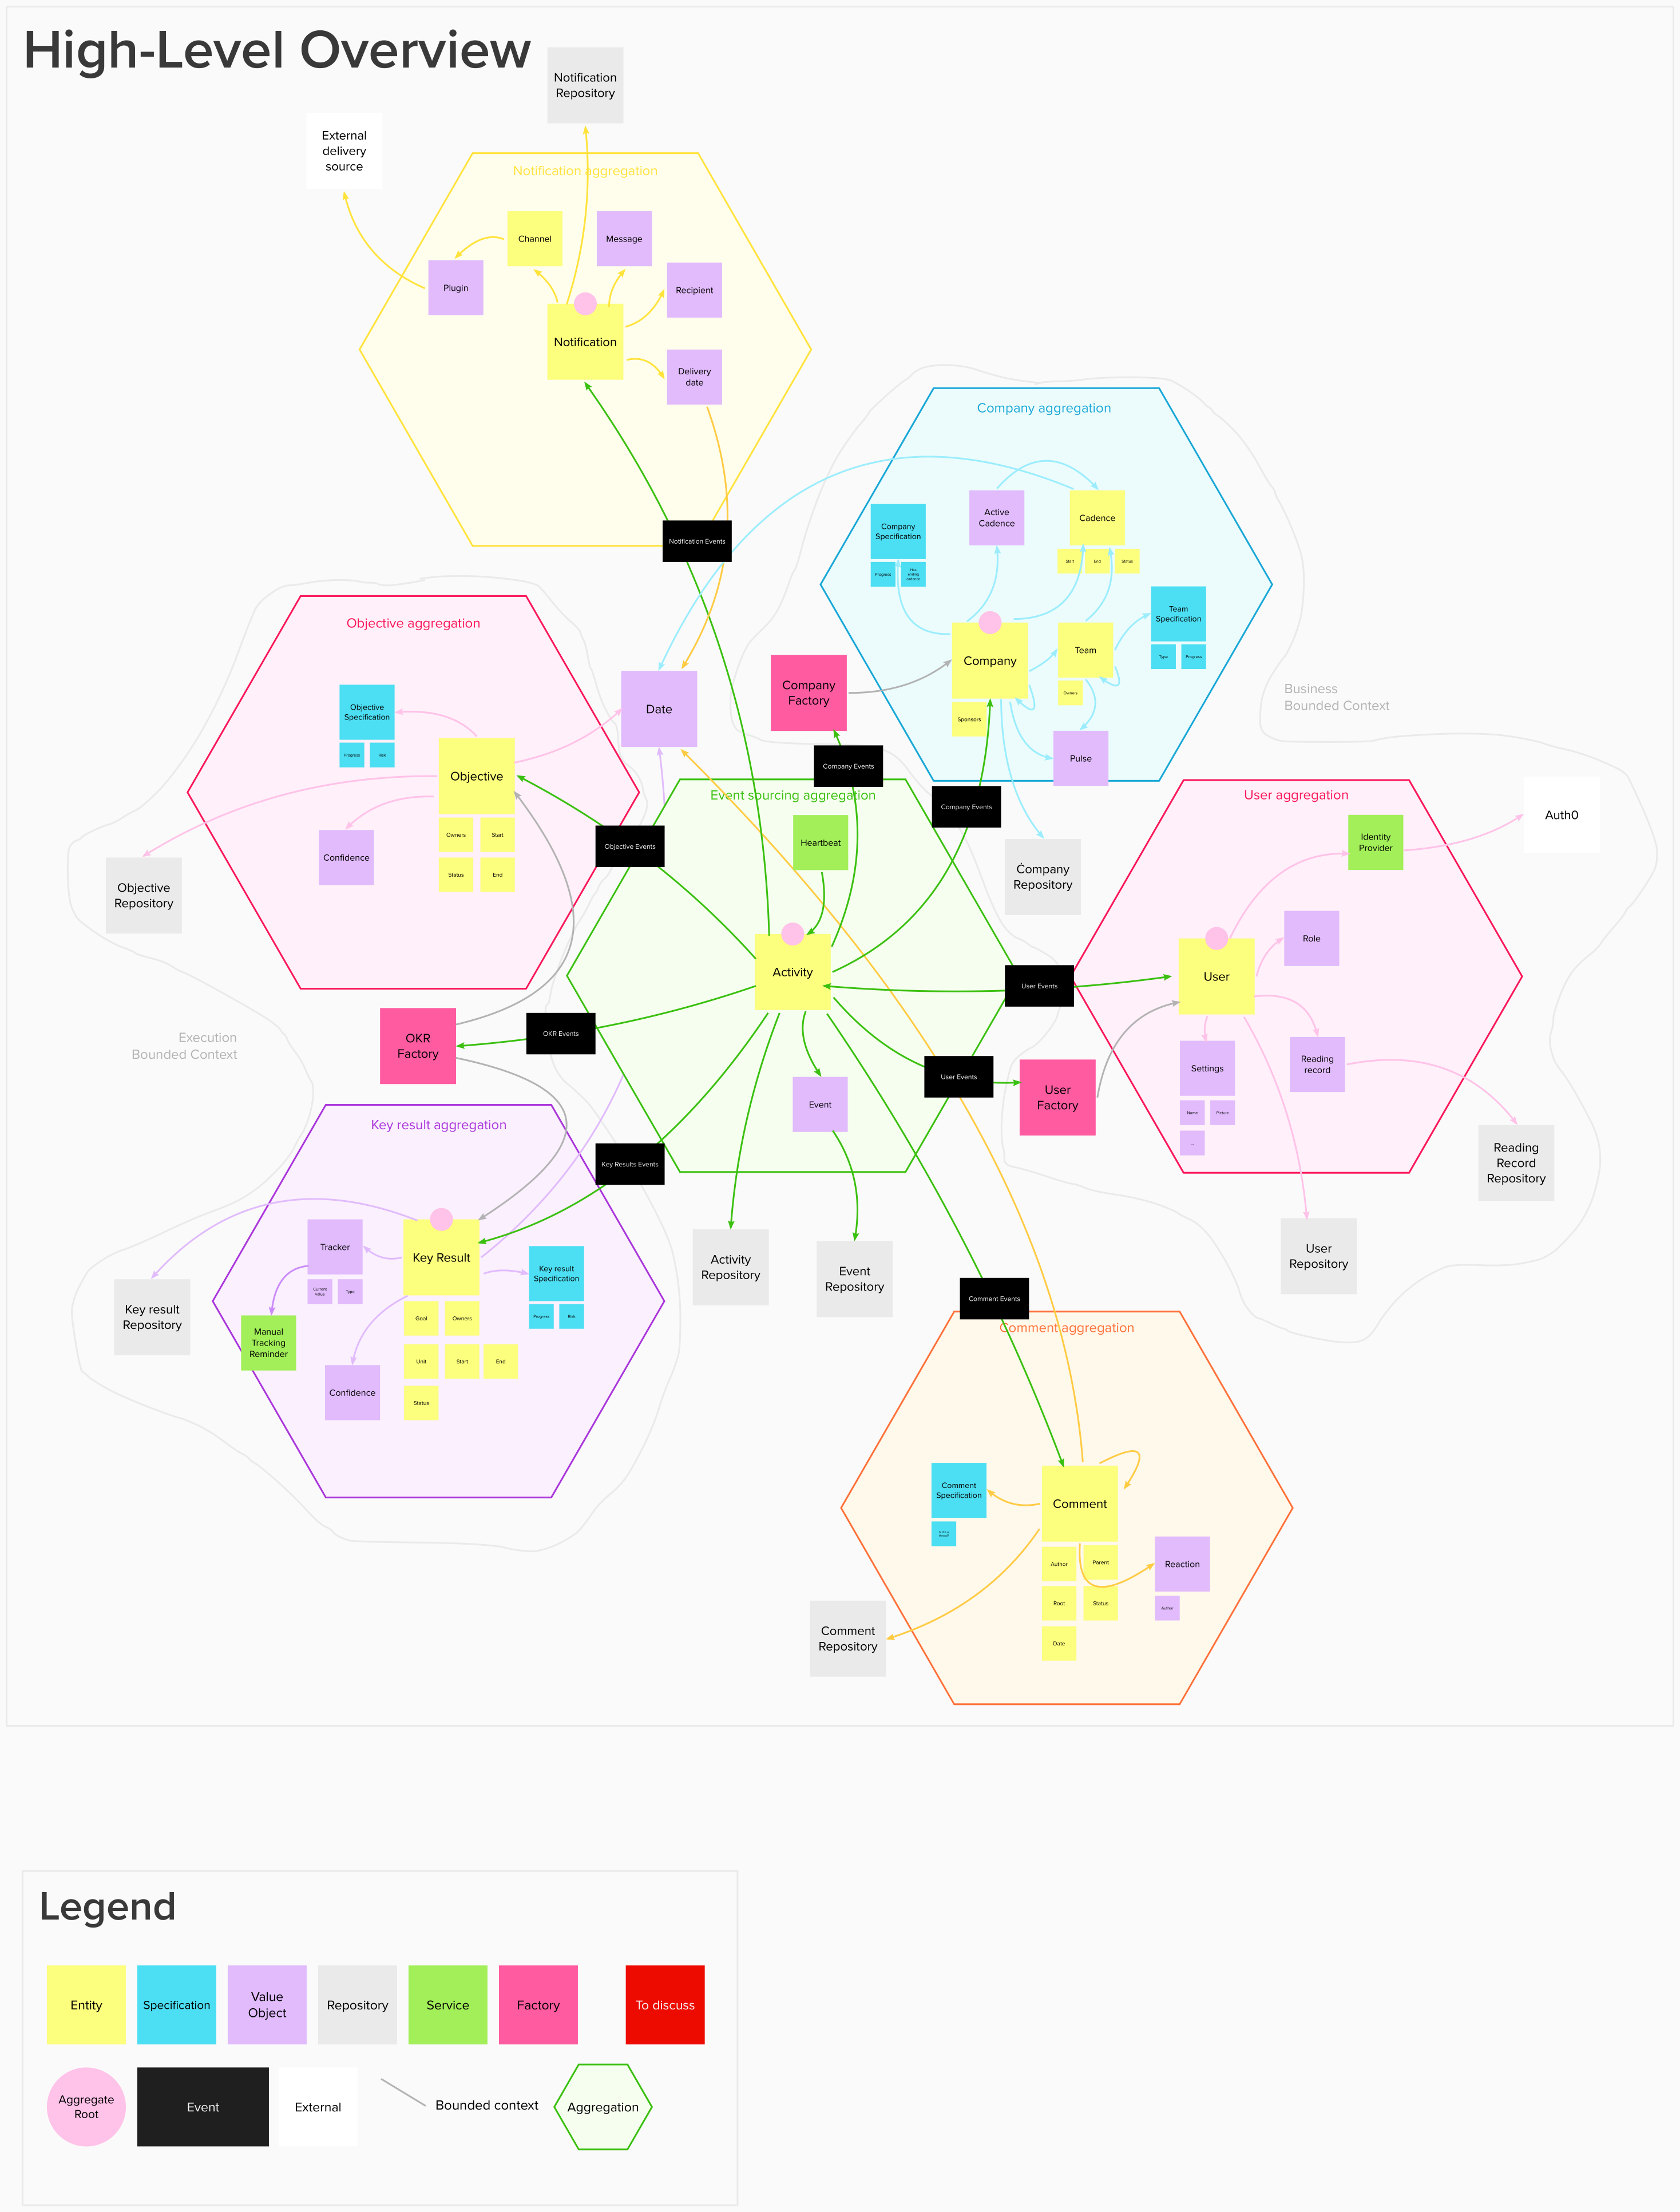 High-Level Overview
Notification
Repository
External
delivery
source
Notification aggregation
Channel
Message
Plugin
Recipient
Notification
Delivery
date
Notification Events
Company aggregation
Company
Specification
Progress
Has
ending
cadence
Active
Cadence
Cadence
Start
End
Status
Team
Specification
Type
Progress
Company
Sponsors
Team
Owners
Pulse
Company
Factory
Company Events
Company Events
Company
Repository
Business
Bounded Context
Objective aggregation
Objective
Specification
Progress
Risk
Objective
Owners
Start
Status
End
Confidence
Date
Objective Events
Objective
Repository
Execution
Bounded Context
OKR
Factory
OKR Events
Event sourcing aggregation
Heartbeat
Activity
Event
User Events
User Events
Activity
Repository
Event
Repository
User aggregation
Identity
Provider
Auth0
User
Role
Settings
Name
Picture
...
Reading
record
User
Factory
Reading
Record
Repository
User
Repository
Key result aggregation
Key Results Events
Tracker
Current
value
Type
Key Result
Key result
Specification
Progress
Risk
Manual
Tracking
Reminder
Goal
Owners
Unit
Start
End
Status
Confidence
Key result
Repository
Comment Events
Comment aggregation
Comment
Specification
Comment
Author
Parent
Root
Status
Date
Reaction
Author
Comment
Repository
Legend
Entity
Specification
Value
Object
Repository
Service
Factory
To discuss
Aggregate
Root
Event
External
Bounded context
Aggregation